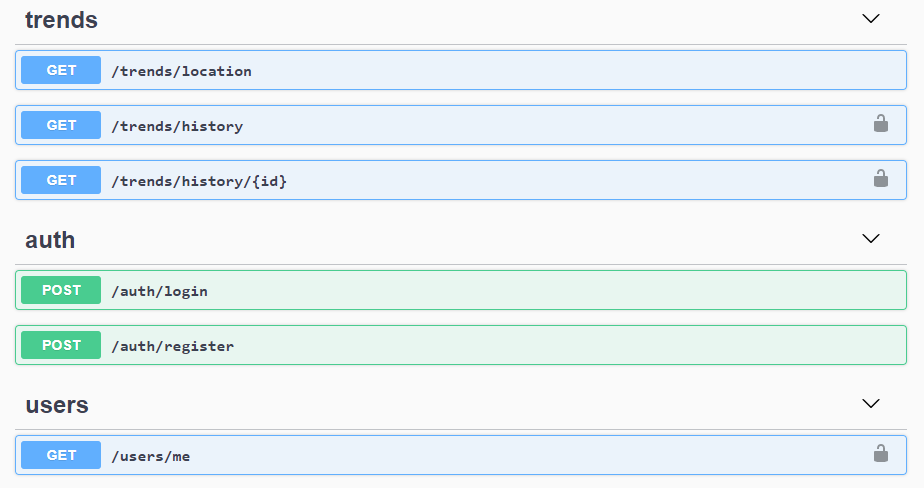 trends
GET /trends/location
GET /trends/history
GET /trends/history/{id}
auth
POST /auth/login
POST /auth/register
users
GET /users/me